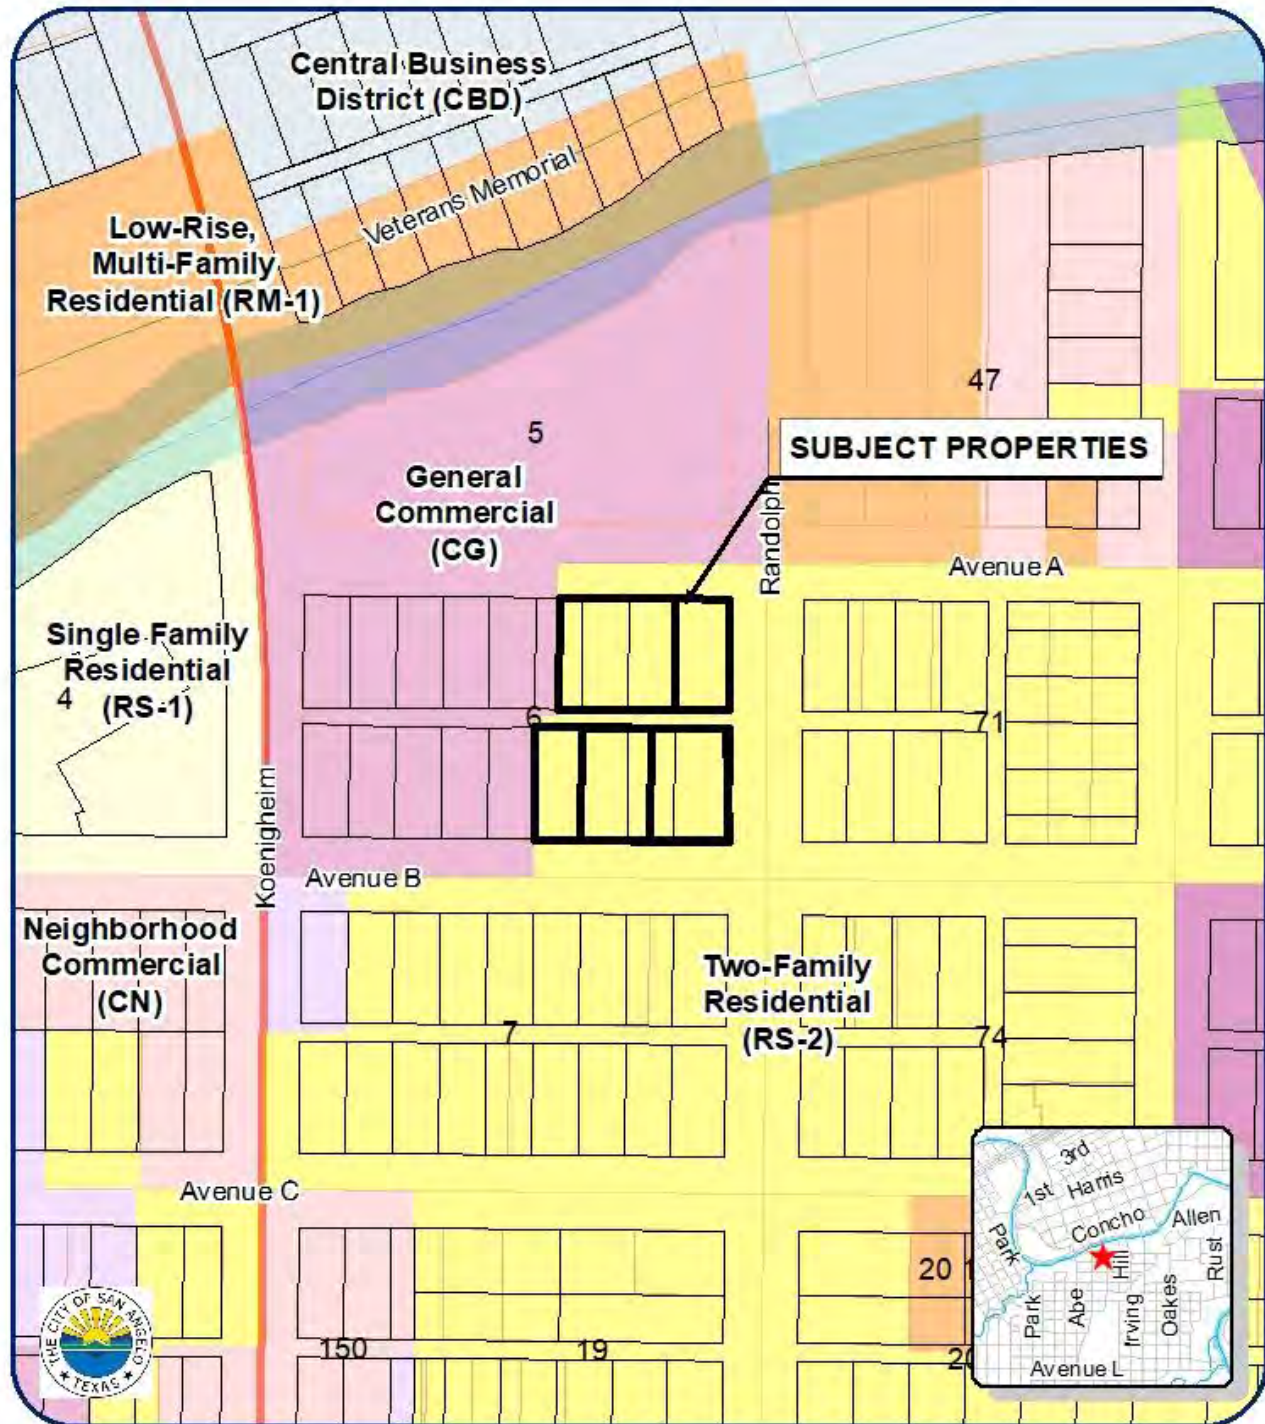 Central Business
District (CBD)
Veterans Memorial
Low-Rise,
Multi-Family
Residential (RM-1)
47
5
SUBJECT PROPERTIES
General
Commercial
(CG)
Randolph
Avenue A
Single Family
Residential
(RS-1)
4
6
71
Koenigheim
Avenue B
Neighborhood
Commercial
(CN)
Two-Family
Residential
(RS-2)
7
74
Avenue C
3rd
1st
Harris
Park
Concho
Allen
Hill
Rust
Park
Abe
Irving
Oakes
Avenue L
20
150
19
THE CITY OF SAN ANGELO
TEXAS